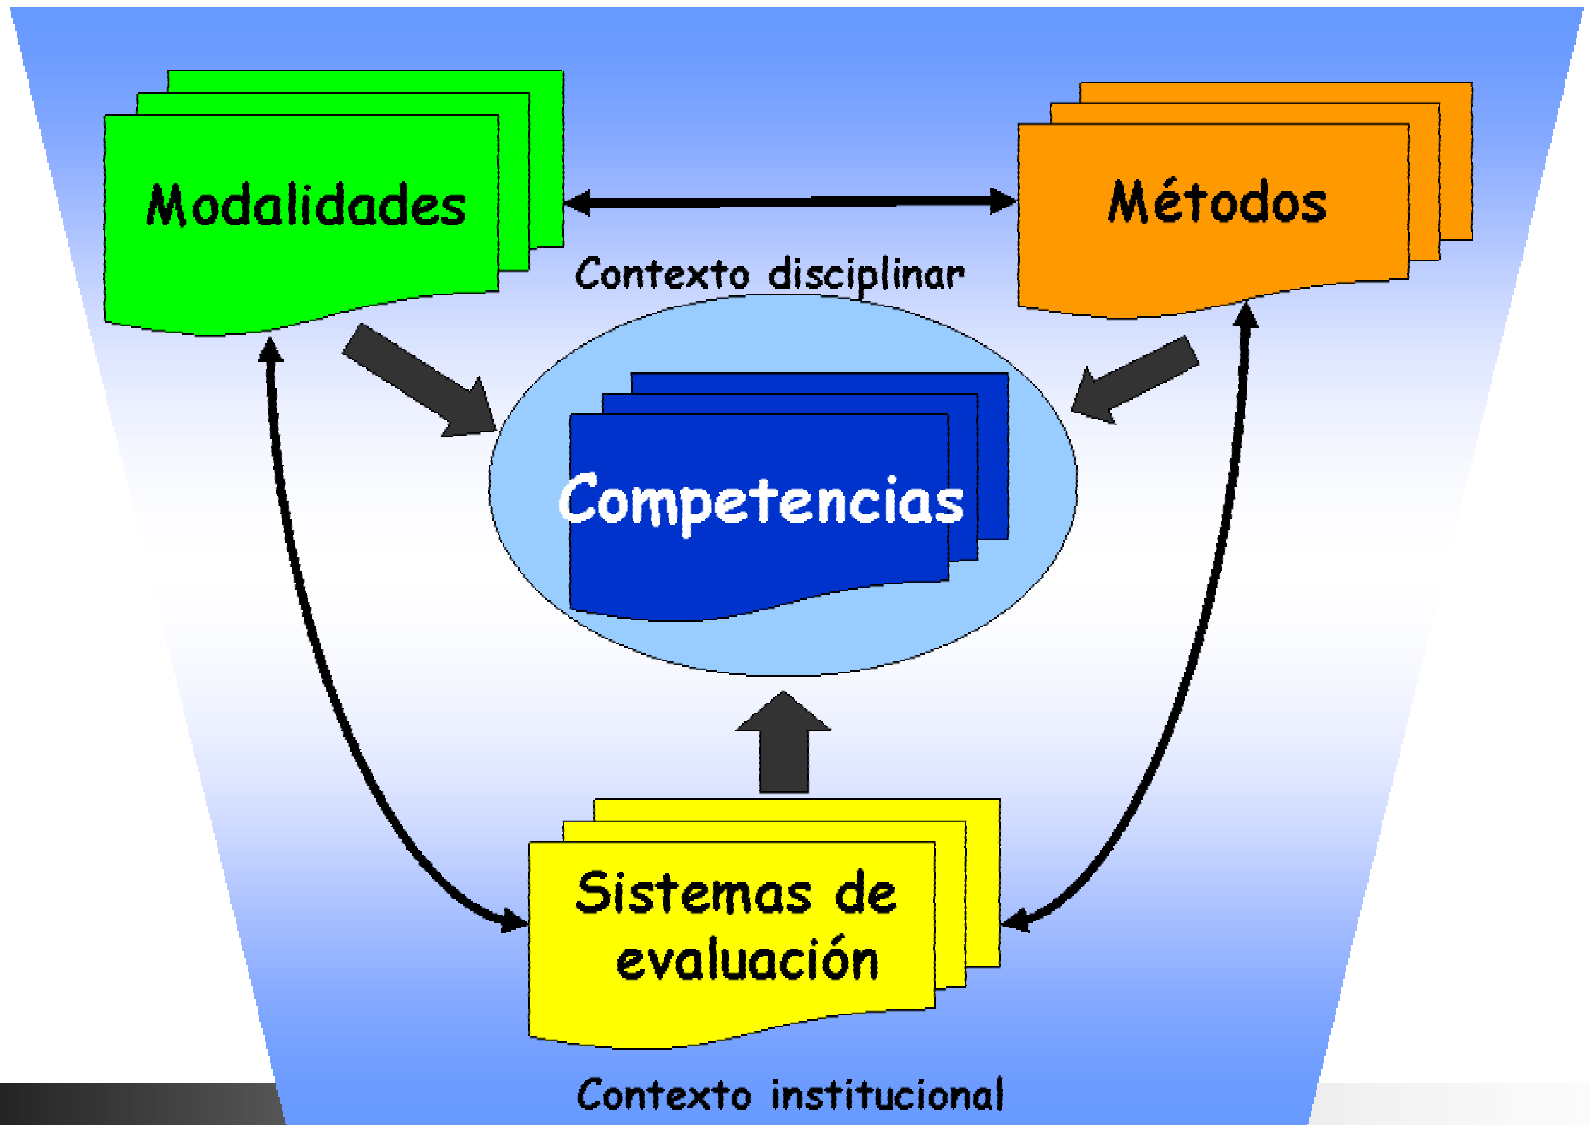 Modalidades
Métodos
Contexto disciplinar
Competencias
Sistemas de
evaluación
Contexto institucional